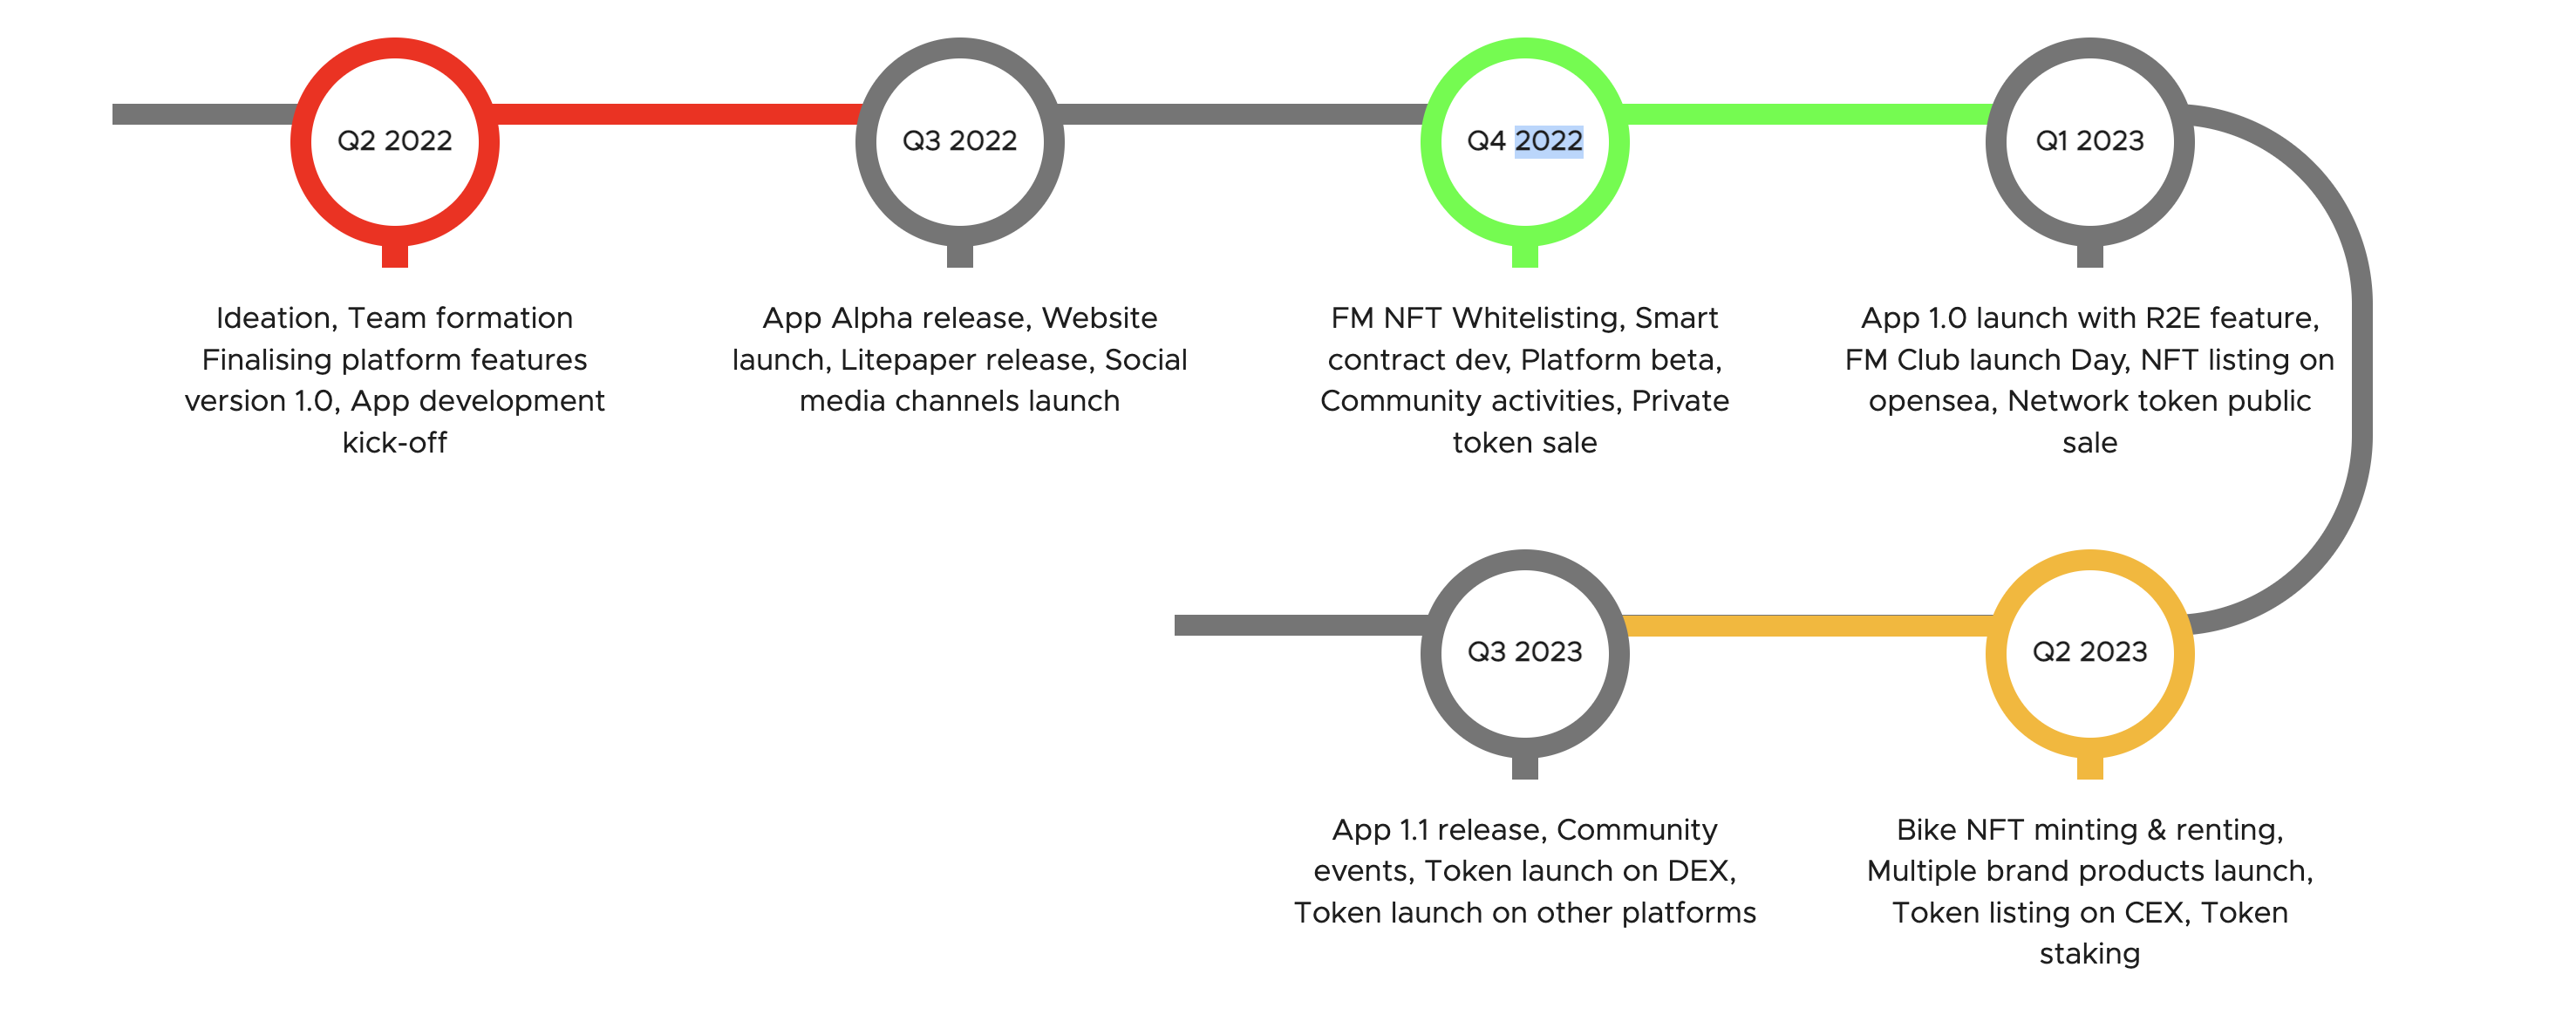 Q2 2022
Ideation, Team formation
Finalising platform features
version 1.0, App development
kick-off
Q3 2022
App Alpha release, Website
launch, Litepaper release, Social
media channels launch
Q4 2022
FM NFT Whitelisting, Smart
contract dev, Platform beta,
Community activities, Private
token sale
Q1 2023
App 1.0 launch with R2E feature,
FM Club launch Day, NFT listing on
opensea, Network token public
sale
Q2 2023
Bike NFT minting & renting,
Multiple brand products launch,
Token listing on CEX, Token
staking
Q3 2023
App 1.1 release, Community
events, Token launch on DEX,
Token launch on other platforms